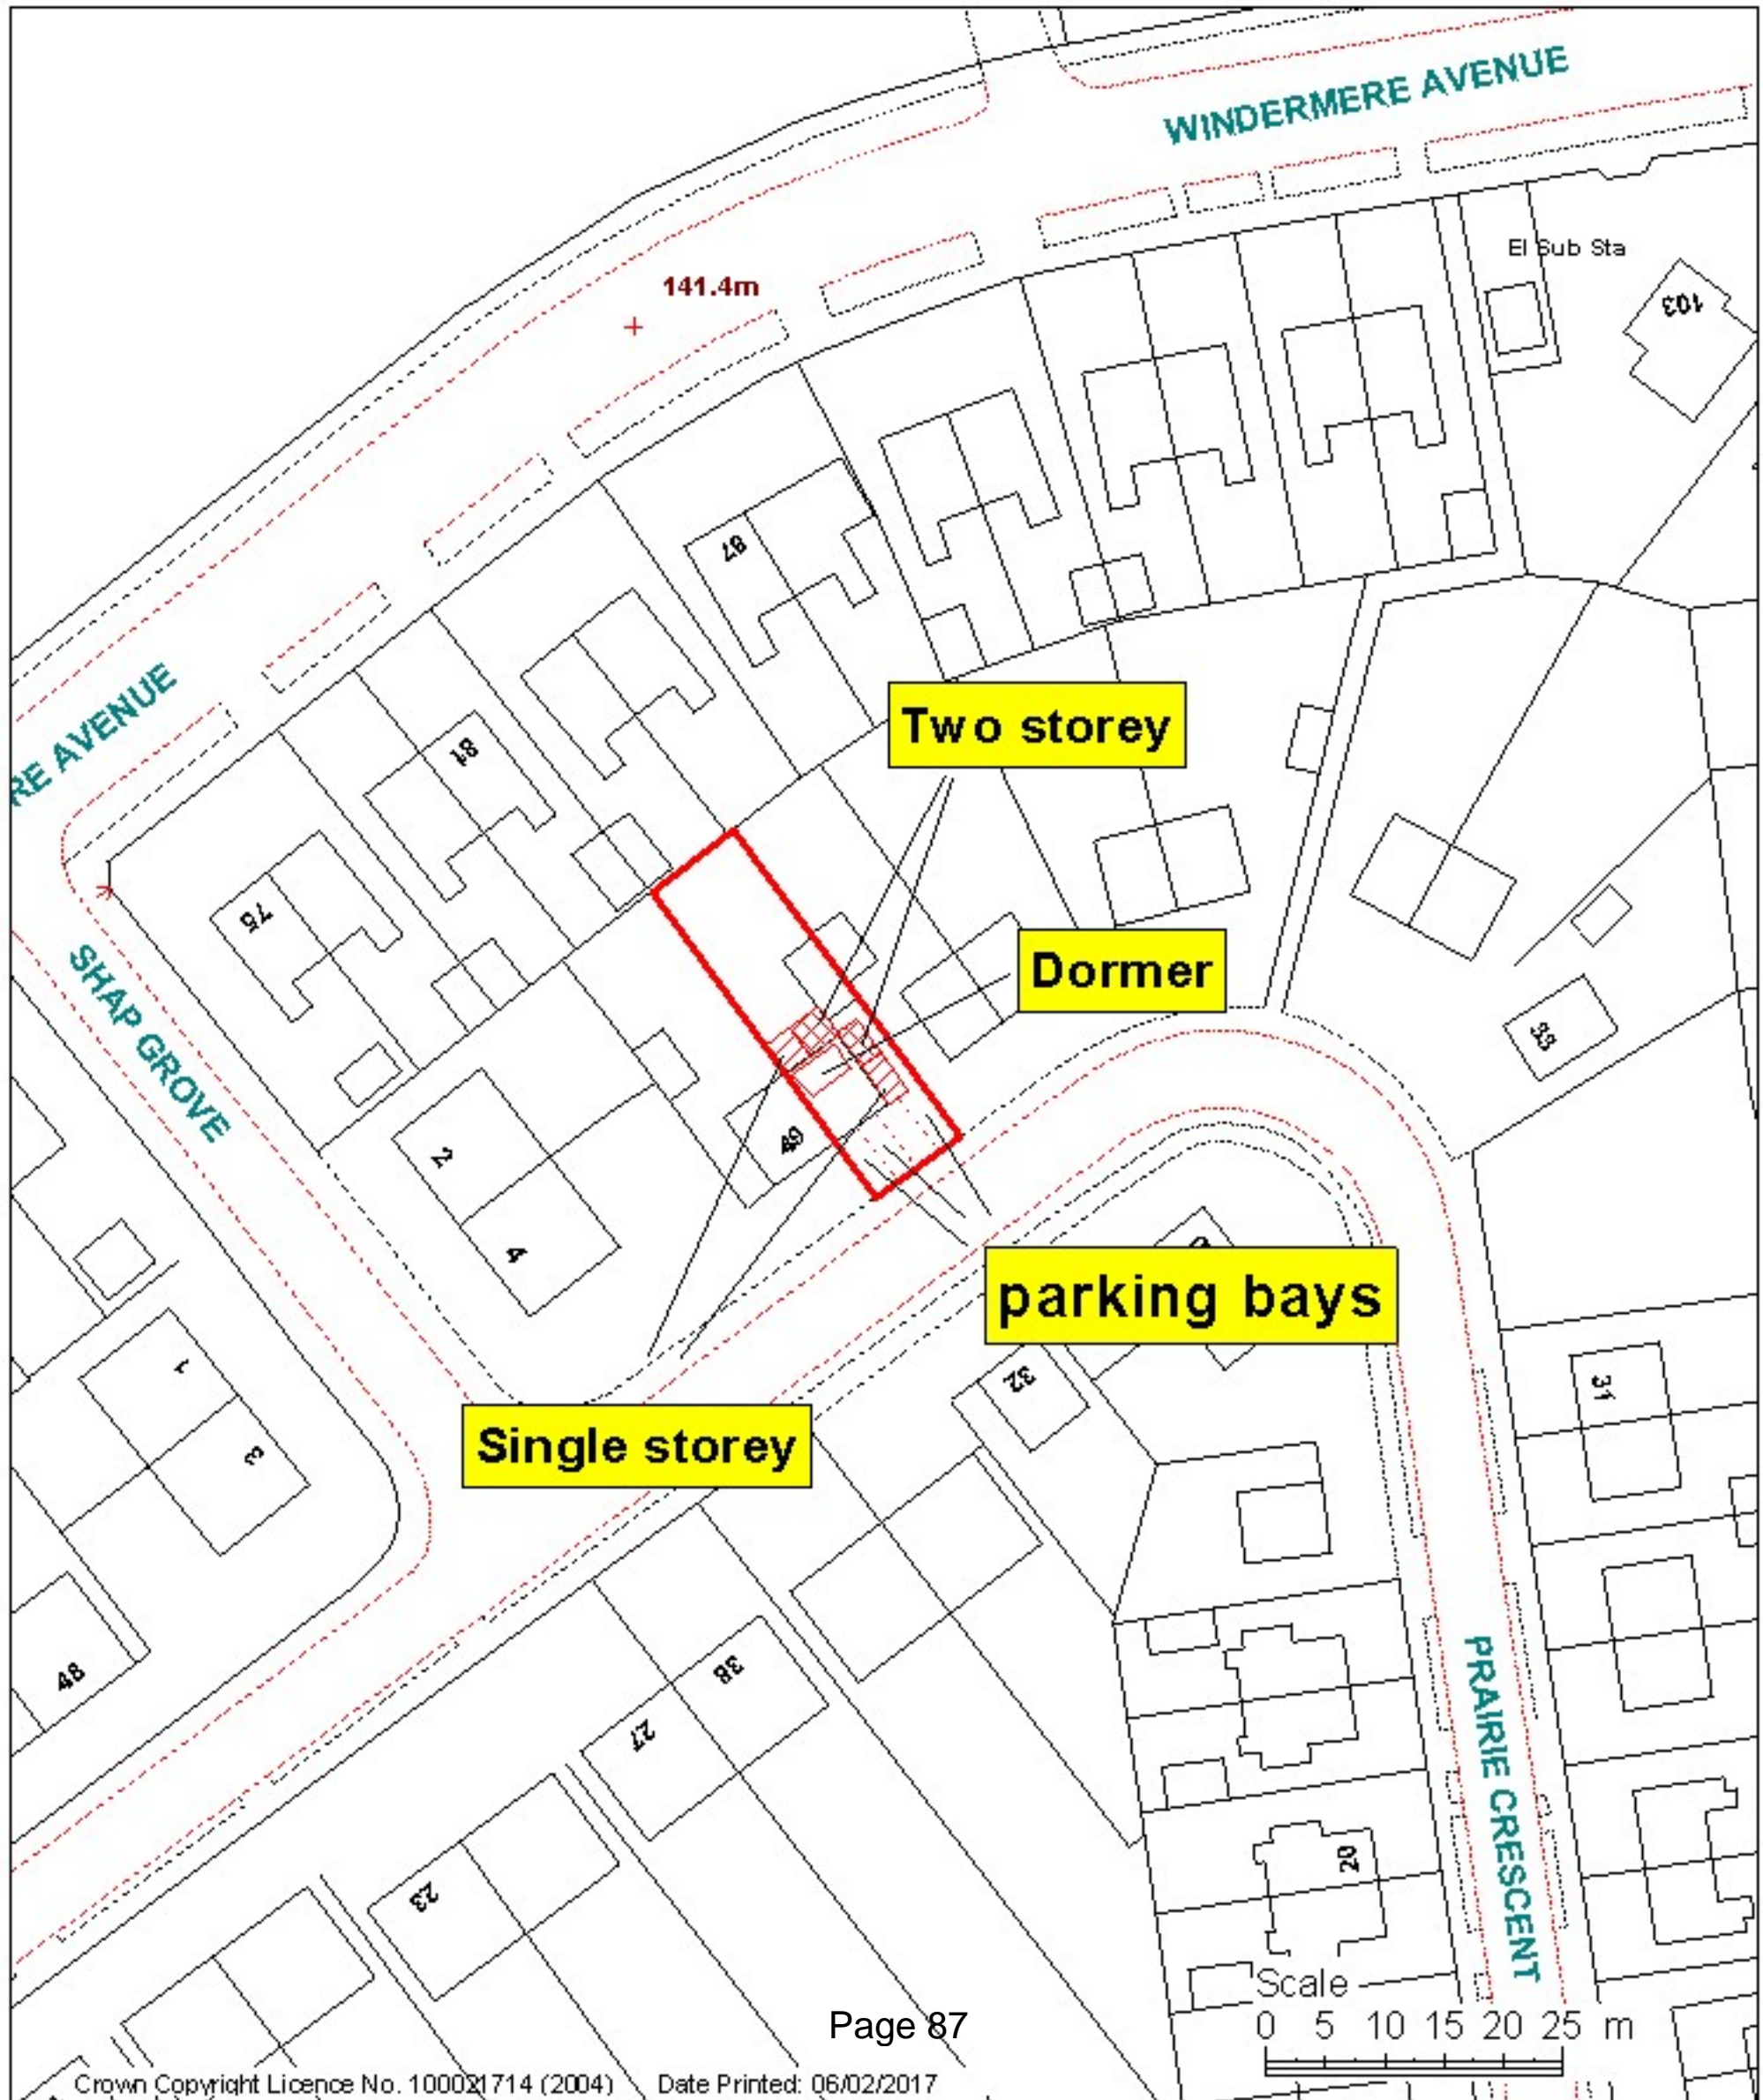 WINDERMERE AVENUE
El Sub Sta
103
141.4m
87
RE AVENUE
Two storey
81
75
Dormer
SHAP GROVE
33
49
2
4
parking bays
1
3
32
31
Single storey
48
38
27
PRAIRIE CRESCENT
20
23
Scale
0 5 10 15 20 25 m
Page 87
Crown Copyright Licence No. 100021714 (2004) Date Printed: 06/02/2017